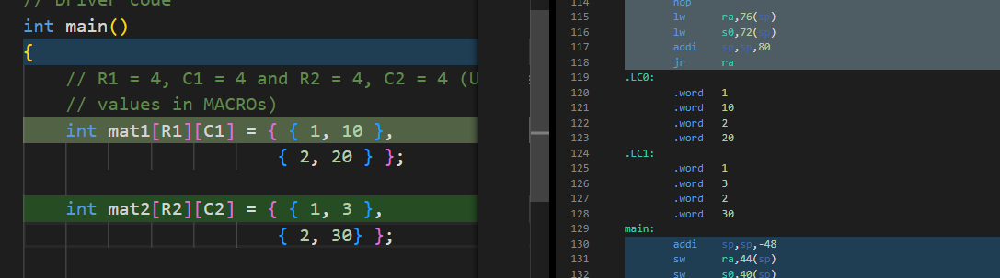 // Driver code
int main()
{
// R1 = 4, C1 = 4 and R2 = 4, C2 = 4 (U
// values in MACROs)
int mat1[R1][C1] = { { 1, 10 },
{ 2, 20 } };
int mat2[R2][C2] = { { 1, 3 },
{ 2, 30} };
114 nop
115 lw ra,76(sp)
116 lw s0,72(sp)
117 addi sp,sp,80
118 jr ra
119 .LC0:
120 .word 1
121 .word 10
122 .word 2
123 .word 20
124 .LC1:
125 .word 1
126 .word 3
127 .word 2
128 .word 30
129 main:
130 addi sp,sp,-48
131 sw ra,44(sp)
132 sw s0,40(sp)